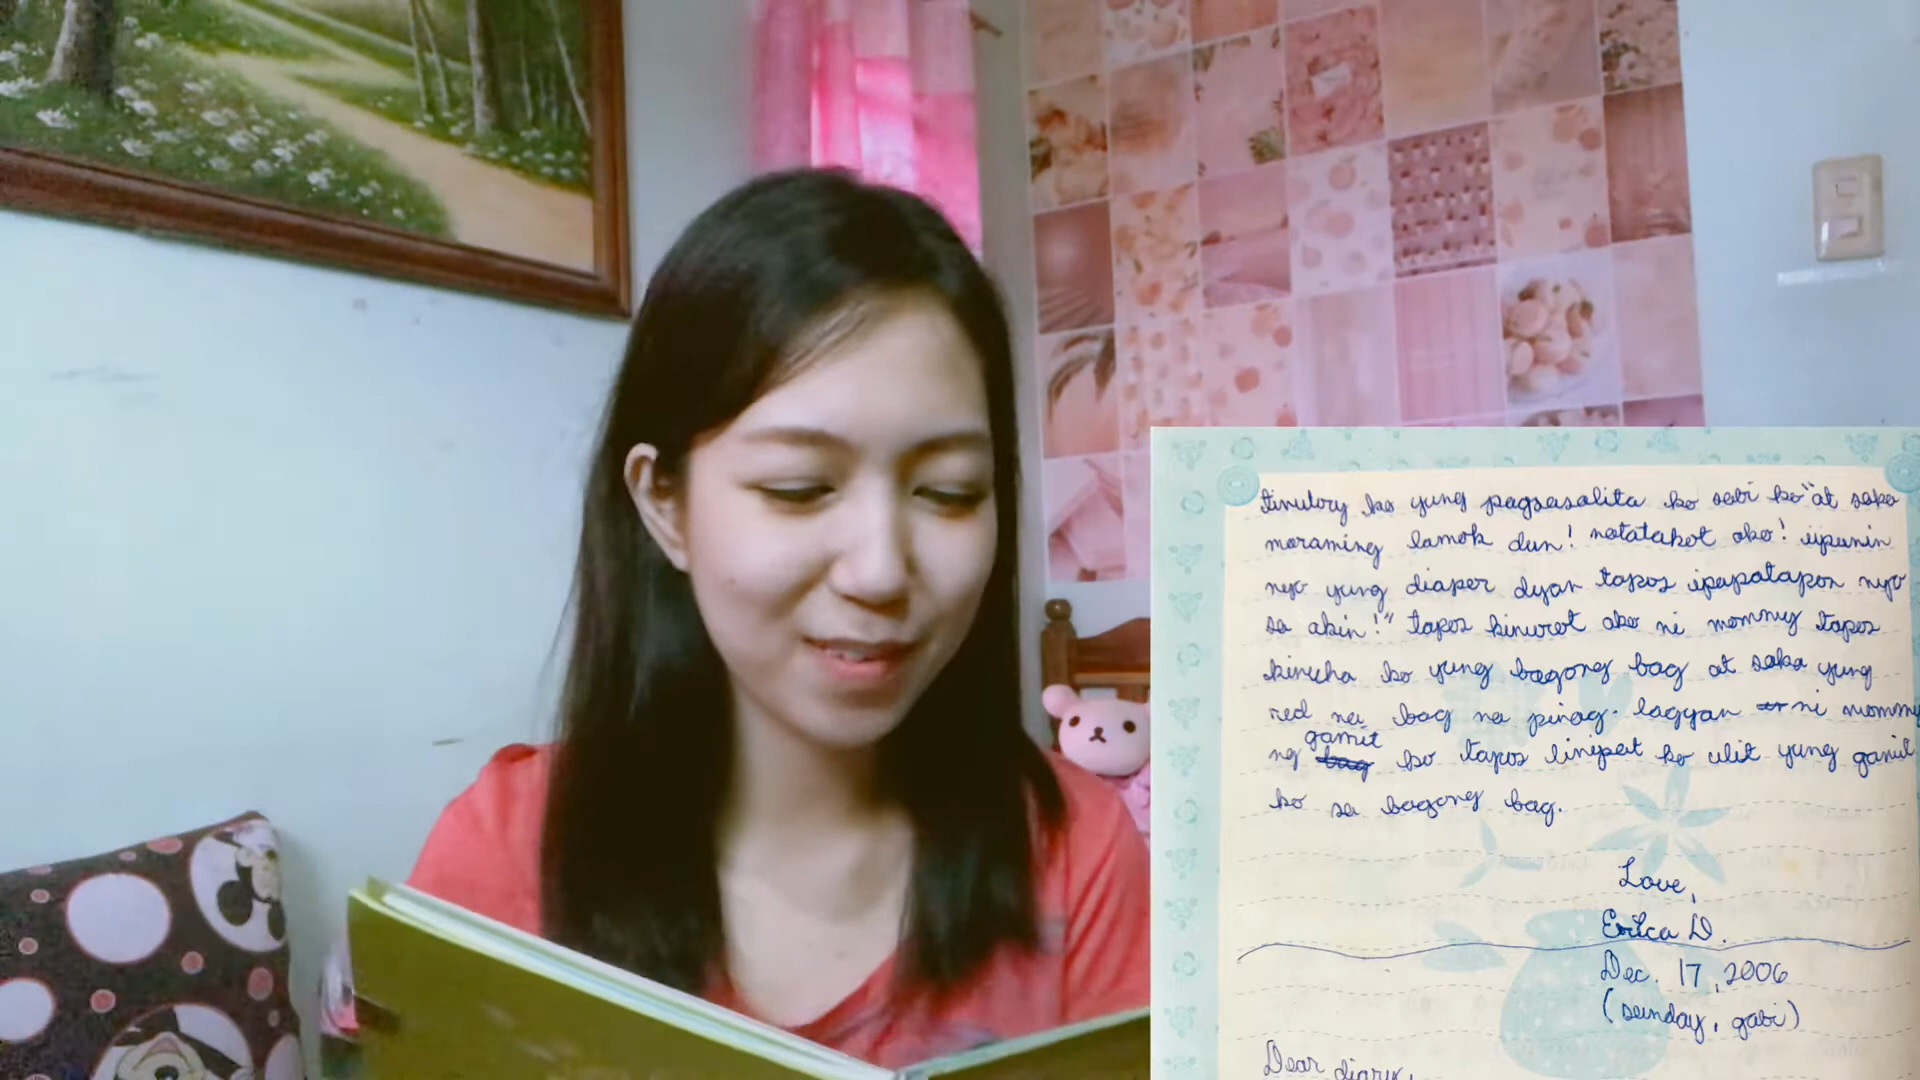 tinuloy ko yung pagsasalita ko sabi ko "at saka
maraming lamok dun! natatakot ako! iipunin
nyo yung diaper dyan tapos ipapatapon nyo
sa akin!" tapos kinurot ako ni mommy tapos
kinuha ko yung bagong bag at saka yung
red na bag na pinag-lagyan ni mommy
ng gamit ko tapos linipat ko ulit yung gamit
ko sa bagong bag.
Love,
Erica D.
Dec. 17, 2006
(sunday, gabi)
Dear diary,